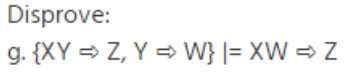 Disprove:
g. {XY ⇒ Z, Y ⇒ W} |= XW ⇒ Z